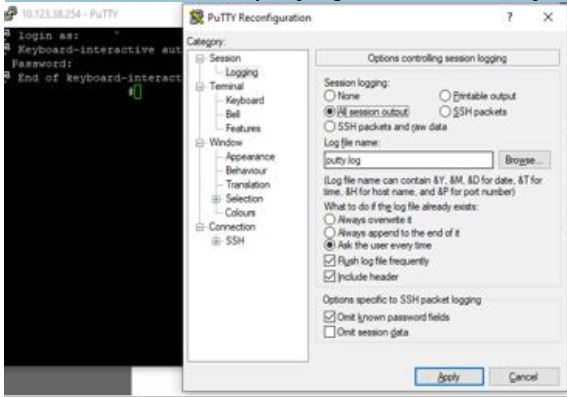 10.123.38.254 - PuTTY
login as:
Keyboard-interactive aut
Password:
End of keyboard-interact
#
PuTTY Reconfiguration
? ×
Category:
Session
Logging
Terminal
Keyboard
Bell
Features
Window
Appearance
Behaviour
Translation
Selection
Colours
Connection
SSH
Options controlling session logging
Session logging:
None
Printable output
All session output
SSH packets
SSH packets and raw data
Log file name:
putty.log
Browse...
(Log file name can contain &Y, &M, &D for date, &T for
time, &H for host name, and &P for port number)
What to do if the log file already exists:
Always overwrite it
Always append to the end of it
Ask the user every time
Flush log file frequently
Include header
Options specific to SSH packet logging
Omit known password fields
Omit session data
Apply
Cancel